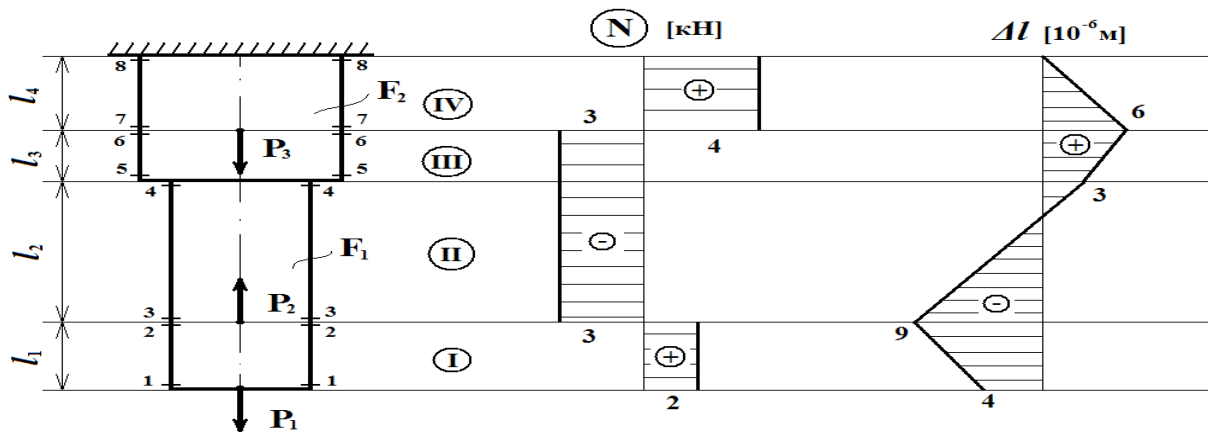 N [кН] Δl [10⁻⁶м]
8 8
l₄ F₂ IV + 6
7 7 3
6 6 4
l₃ P₃ III +
5 5
4 4 3
l₂ F₁ II -
P₂ -
3 3
2 2 3 9
l₁ I +
1 1 2 4
P₁